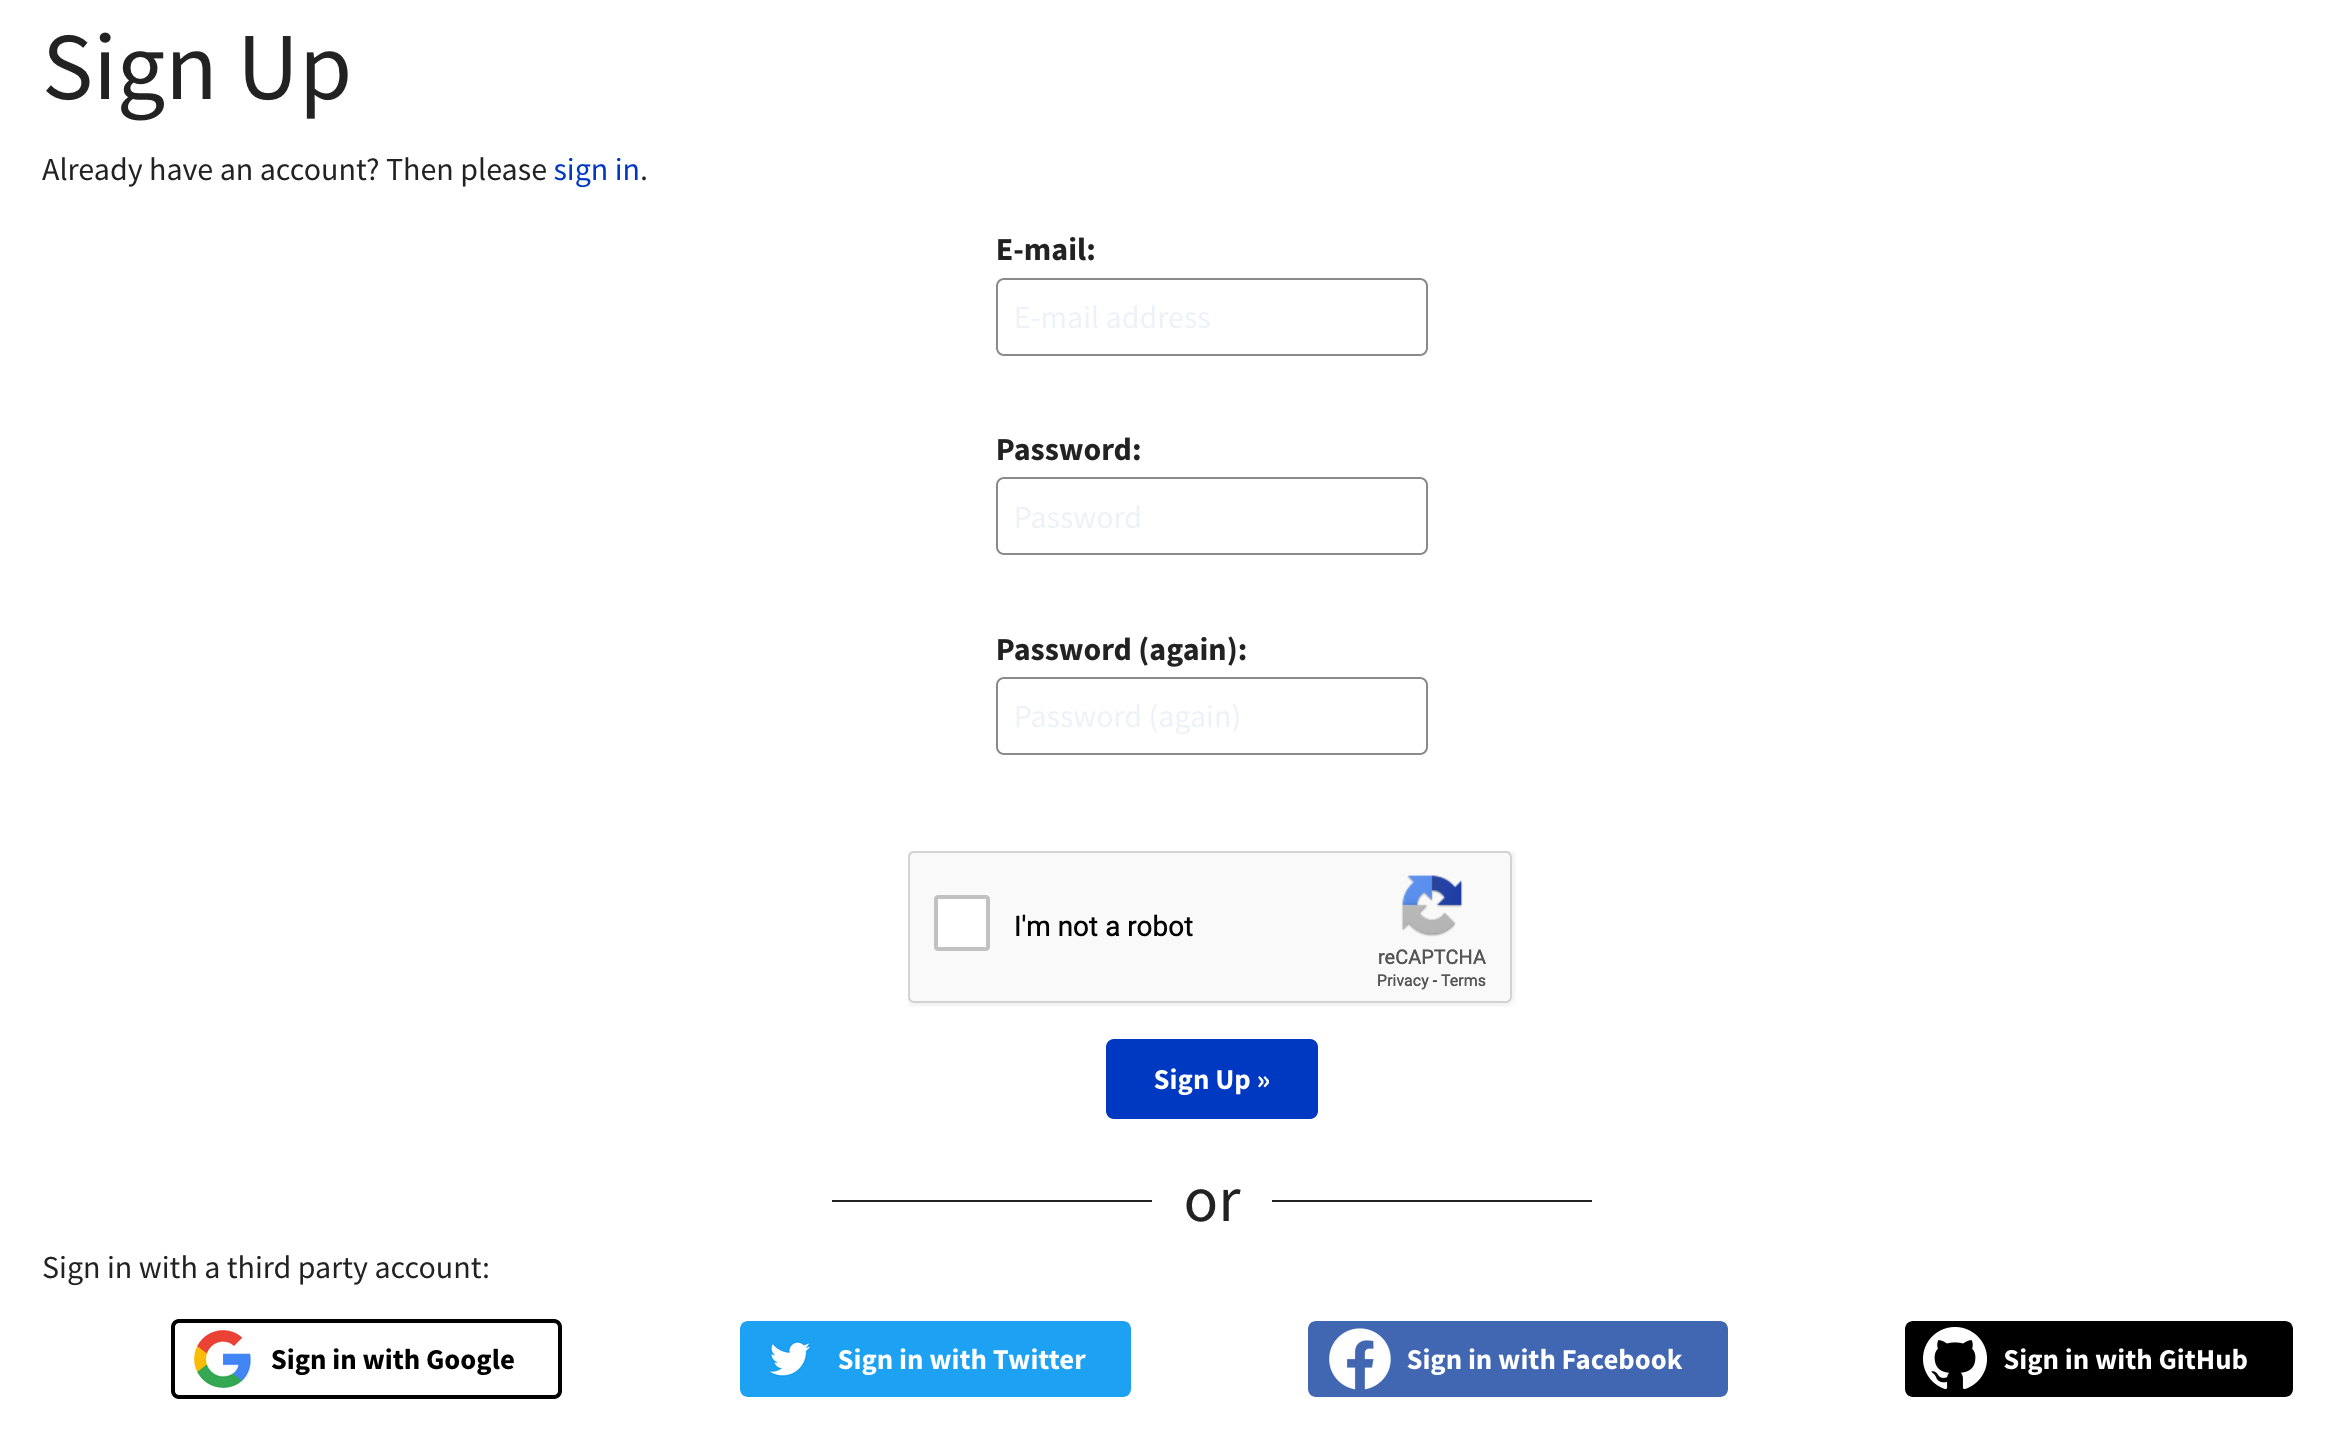 Sign Up
Already have an account? Then please sign in.
E-mail:
E-mail address
Password:
Password
Password (again):
Password (again)
I'm not a robot
reCAPTCHA
Privacy - Terms
Sign Up »
or
Sign in with a third party account:
Sign in with Google
Sign in with Twitter
Sign in with Facebook
Sign in with GitHub